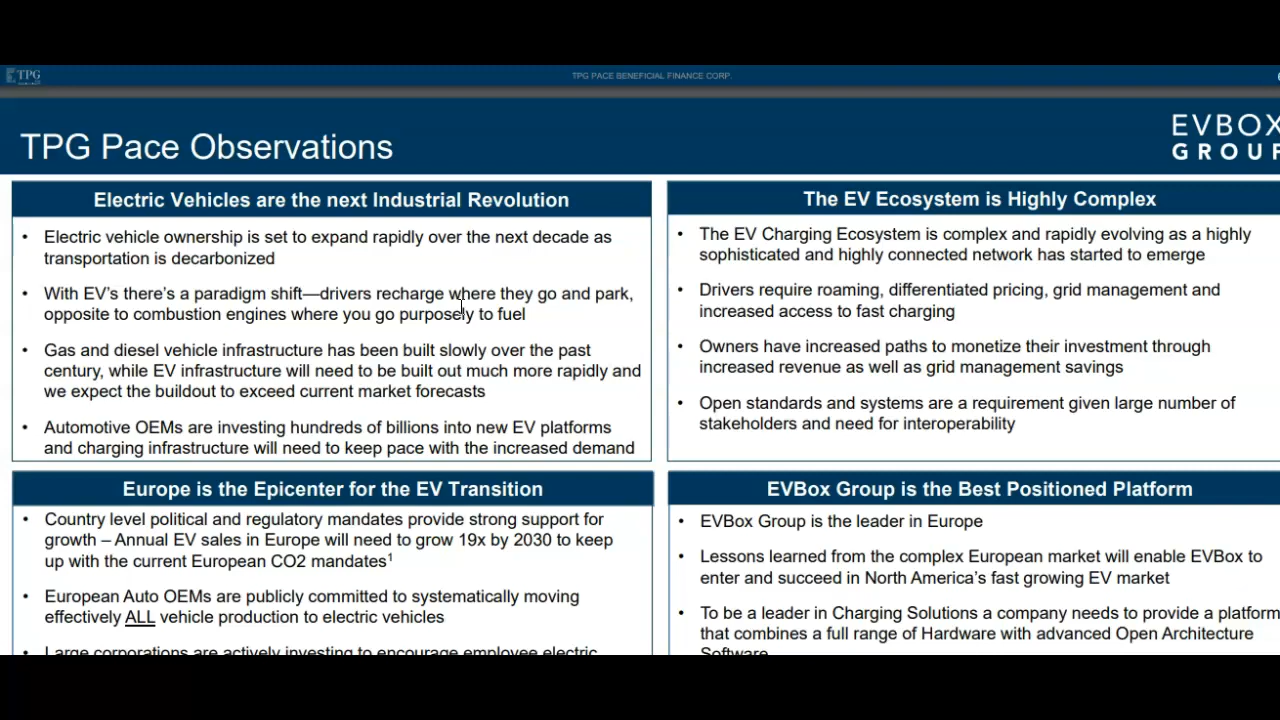 TPG
TPG PACE BENEFICIAL FINANCE CORP.
TPG Pace Observations
EVBOX
GROUP
Electric Vehicles are the next Industrial Revolution
• Electric vehicle ownership is set to expand rapidly over the next decade as
transportation is decarbonized
• With EV's there's a paradigm shift—drivers recharge where they go and park,
opposite to combustion engines where you go purposely to fuel
• Gas and diesel vehicle infrastructure has been built slowly over the past
century, while EV infrastructure will need to be built out much more rapidly and
we expect the buildout to exceed current market forecasts
• Automotive OEMs are investing hundreds of billions into new EV platforms
and charging infrastructure will need to keep pace with the increased demand
The EV Ecosystem is Highly Complex
• The EV Charging Ecosystem is complex and rapidly evolving as a highly
sophisticated and highly connected network has started to emerge
• Drivers require roaming, differentiated pricing, grid management and
increased access to fast charging
• Owners have increased paths to monetize their investment through
increased revenue as well as grid management savings
• Open standards and systems are a requirement given large number of
stakeholders and need for interoperability
Europe is the Epicenter for the EV Transition
• Country level political and regulatory mandates provide strong support for
growth – Annual EV sales in Europe will need to grow 19x by 2030 to keep
up with the current European CO2 mandates¹
• European Auto OEMs are publicly committed to systematically moving
effectively ALL vehicle production to electric vehicles
• Large corporations are actively investing to encourage employee electric
EVBox Group is the Best Positioned Platform
• EVBox Group is the leader in Europe
• Lessons learned from the complex European market will enable EVBox to
enter and succeed in North America's fast growing EV market
• To be a leader in Charging Solutions a company needs to provide a platform
that combines a full range of Hardware with advanced Open Architecture
Software